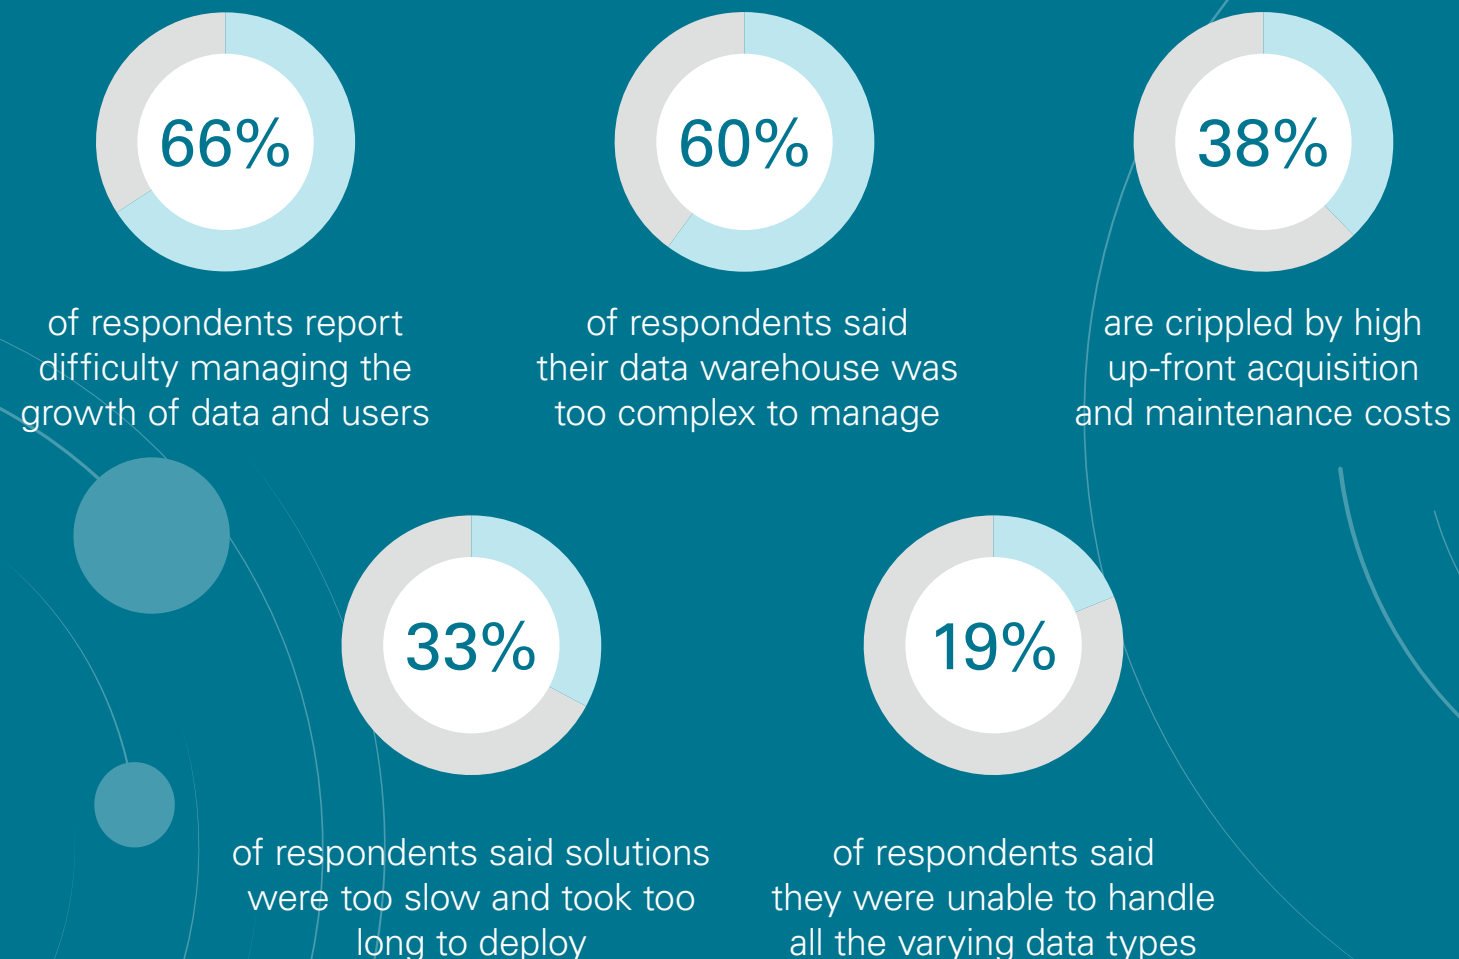 66%
60%
38%
of respondents report
difficulty managing the
growth of data and users
of respondents said
their data warehouse was
too complex to manage
are crippled by high
up-front acquisition
and maintenance costs
33%
19%
of respondents said solutions
were too slow and took too
long to deploy
of respondents said
they were unable to handle
all the varying data types